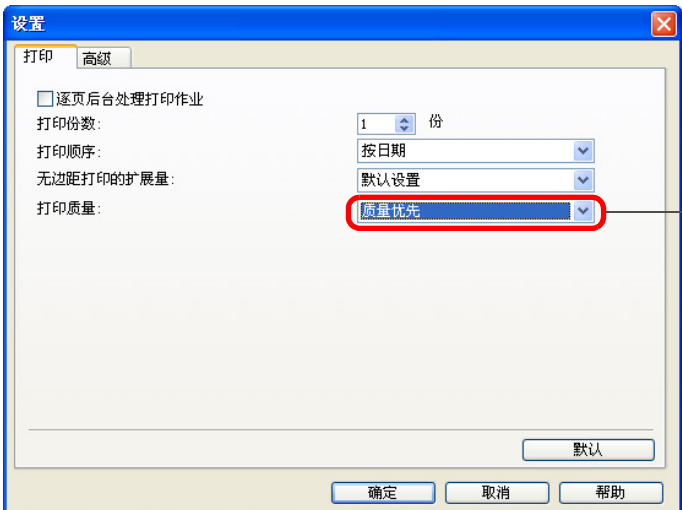 设置
打印 高级
逐页后台处理打印作业
打印份数: 1 份
打印顺序: 按日期
无边距打印的扩展量: 默认设置
打印质量: 质量优先
默认
确定 取消 帮助